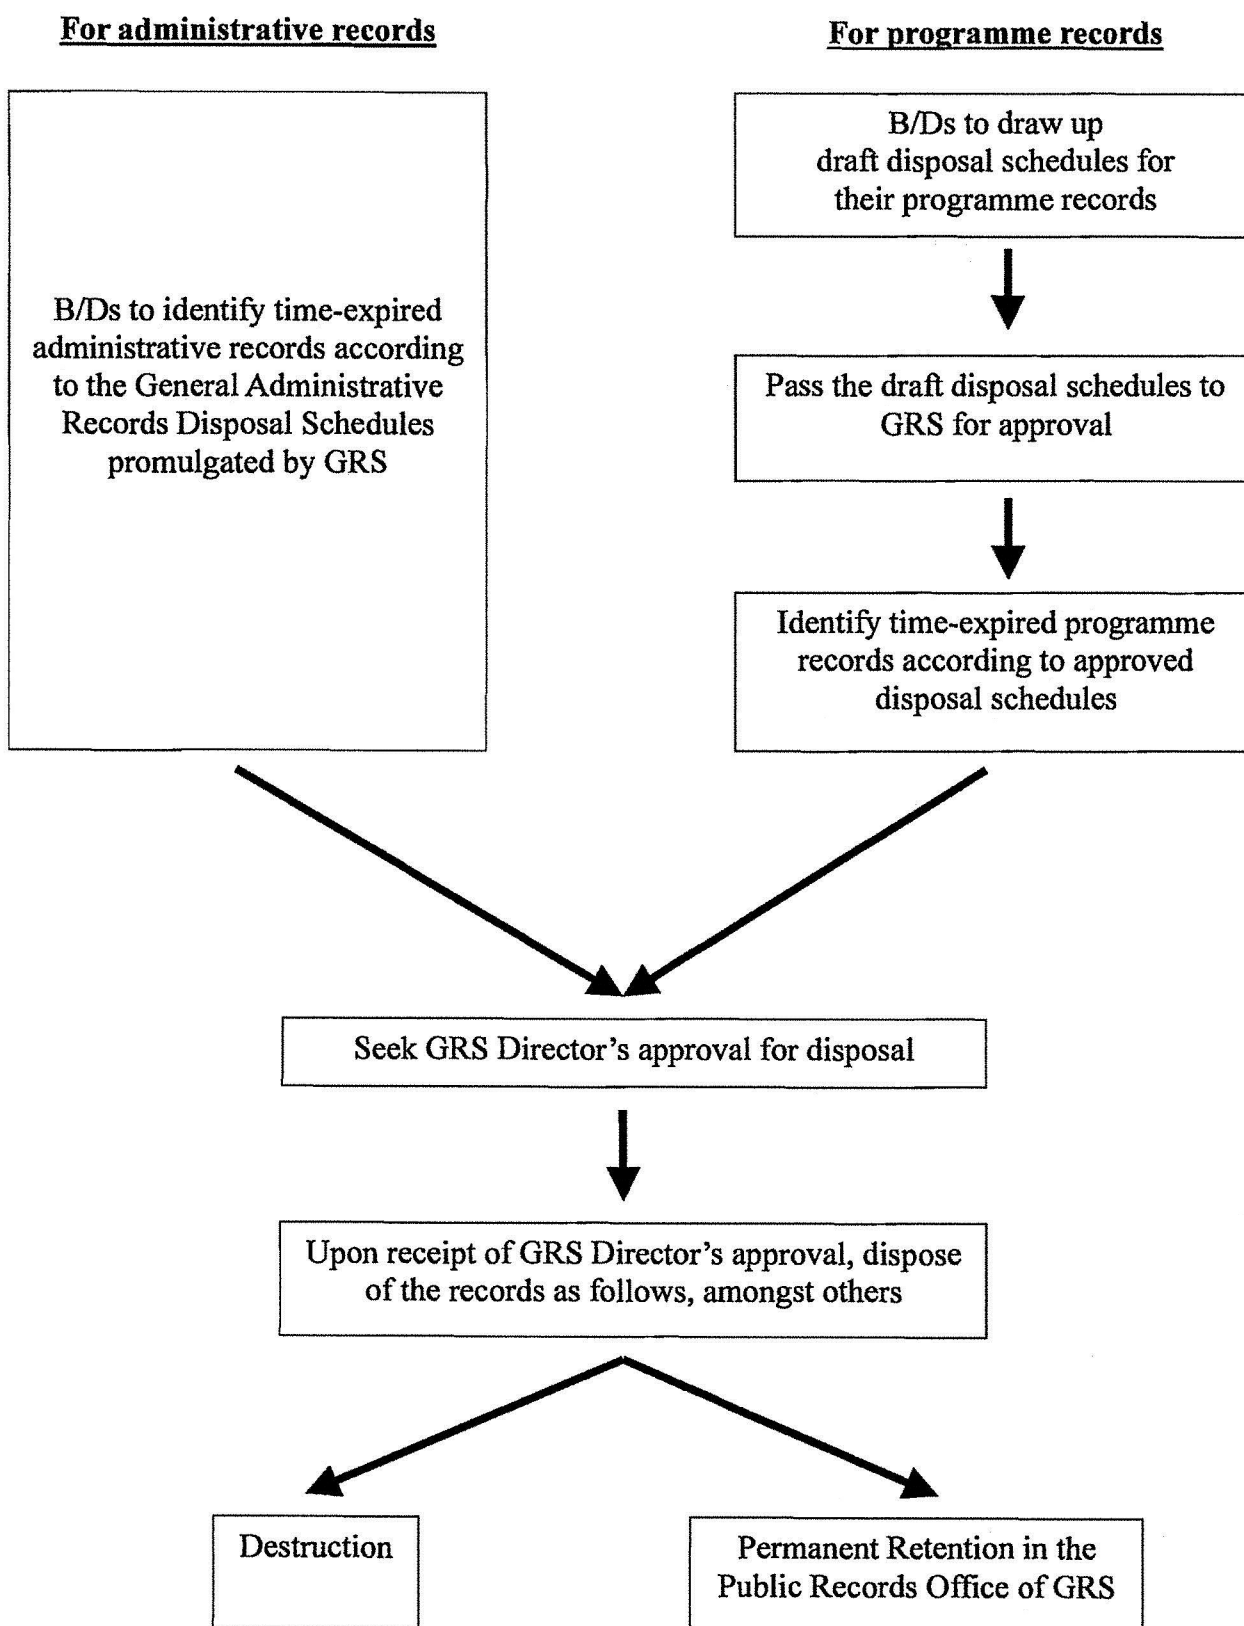 For administrative records
For programme records
B/Ds to identify time-expired
administrative records according
to the General Administrative
Records Disposal Schedules
promulgated by GRS
B/Ds to draw up
draft disposal schedules for
their programme records
Pass the draft disposal schedules to
GRS for approval
Identify time-expired programme
records according to approved
disposal schedules
Seek GRS Director’s approval for disposal
Upon receipt of GRS Director’s approval, dispose
of the records as follows, amongst others
Destruction
Permanent Retention in the
Public Records Office of GRS